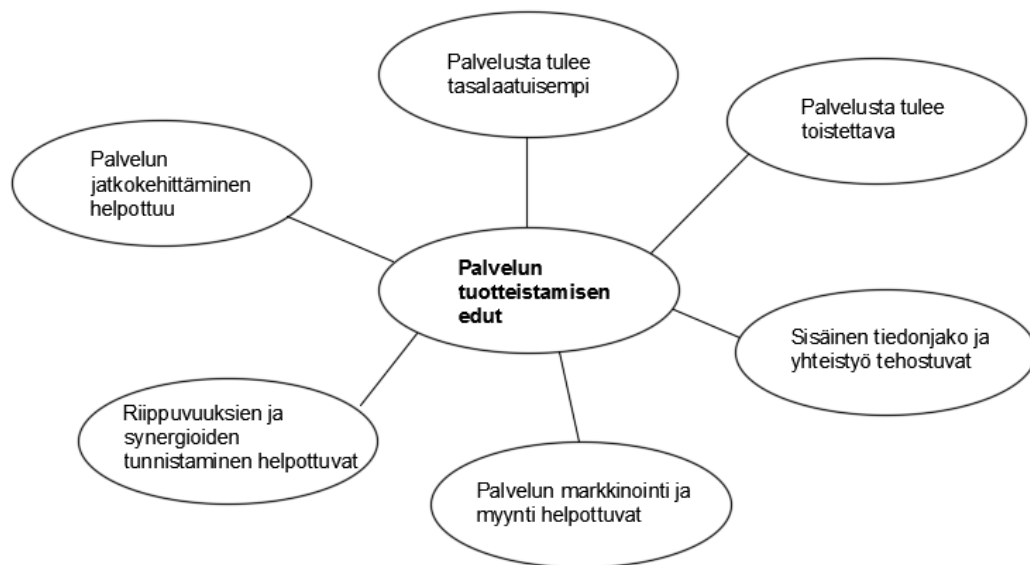 Palvelusta tulee
tasalaatuisempi
Palvelusta tulee
toistettava
Palvelun
jatkokehittäminen
helpottuu
Palvelun
tuotteistamisen
edut
Sisäinen tiedonjako ja
yhteistyö tehostuvat
Riippuvuuksien ja
synergioiden
tunnistaminen helpottuvat
Palvelun markkinointi ja
myynti helpottuvat